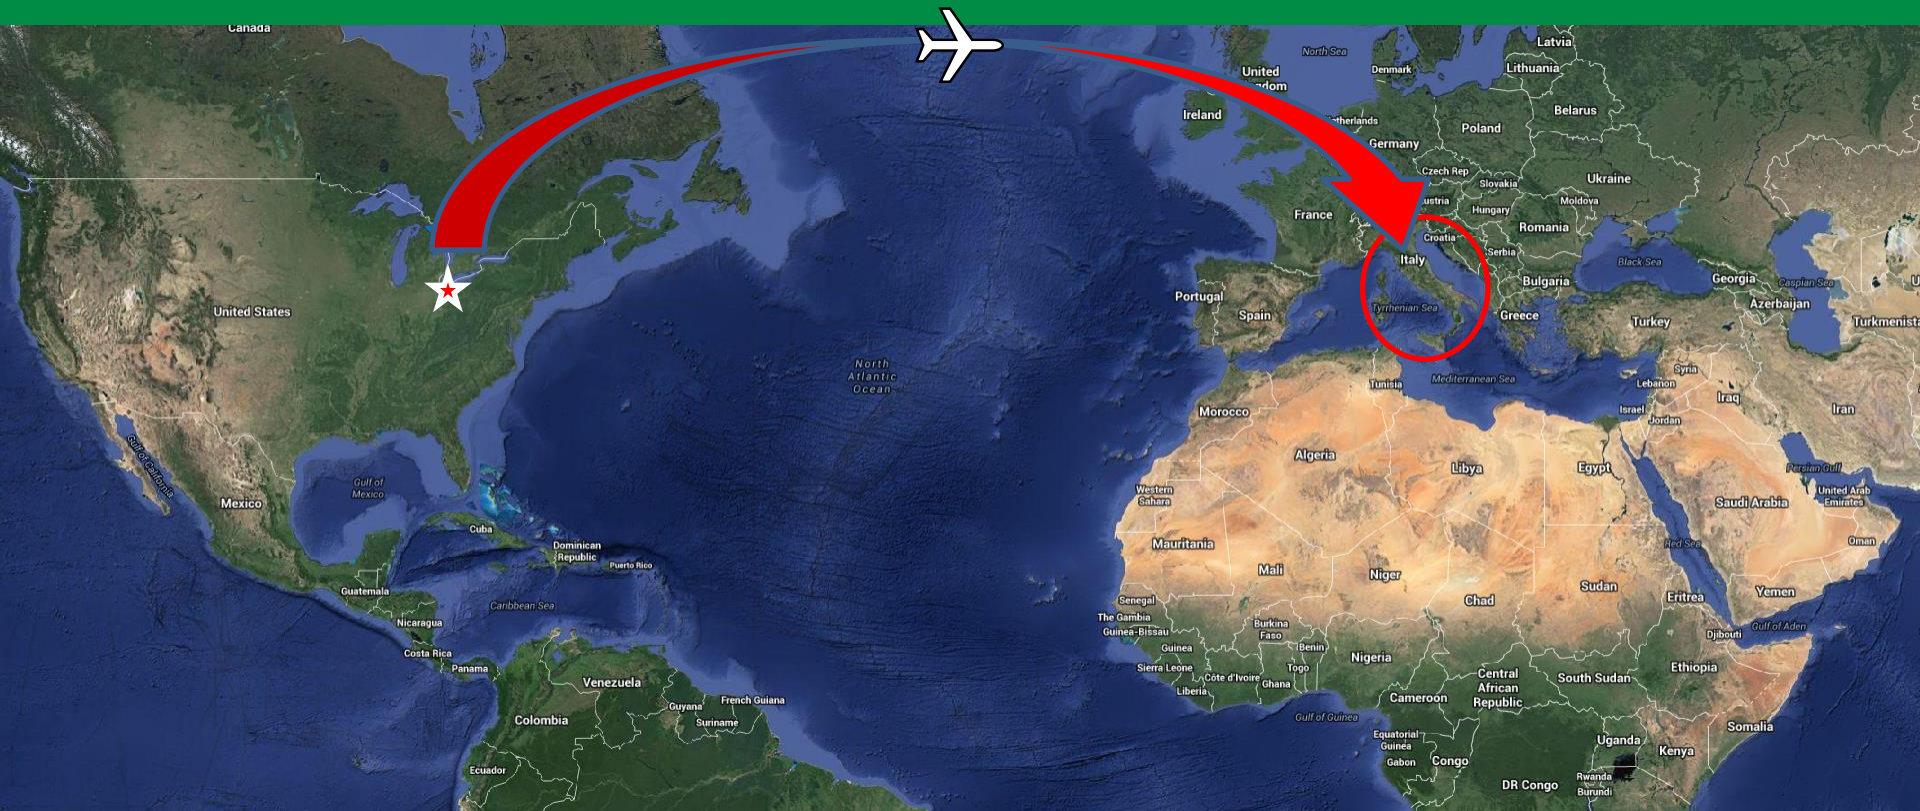 Canada
North Sea
Latvia
Lithuania
Denmark
United
dom
Belarus
Ireland
therlands
Poland
Germany
Czech Rep
Slovakia
Ukraine
ustria
Hungary
Moldova
France
Romania
Croatia
Serbia
Italy
Black Sea
Bulgaria
Georgia
Caspian Sea
Azerbaijan
Portugal
Spain
Tyrrhenian Sea
Greece
Turkey
Turkmenista
United States
North
Atlantic
Ocean
Tunisia
Mediterranean Sea
Syria
Lebanon
Iraq
Iran
Israel
Jordan
Morocco
Gulf of California
Algeria
Libya
Egypt
Persian Gulf
Gulf of
Mexico
Mexico
Western
Sahara
Saudi Arabia
United Arab
Emirates
Cuba
Oman
Dominican
Republic
Puerto Rico
Mauritania
Red Sea
Mali
Niger
Chad
Sudan
Eritrea
Yemen
Guatemala
Caribbean Sea
Nicaragua
Senegal
The Gambia
Guinea-Bissau
Burkina
Faso
Djibouti
Gulf of Aden
Costa Rica
Panama
Guinea
Benin
Nigeria
Sierra Leone
Togo
Côte d'Ivoire
Ghana
Liberia
Central
African
Republic
South Sudan
Ethiopia
Cameroon
Venezuela
Guyana
French Guiana
Suriname
Colombia
Gulf of Guinea
Somalia
Equatorial
Guinea
Uganda
Kenya
Gabon
Congo
Ecuador
DR Congo
Rwanda
Burundi
U